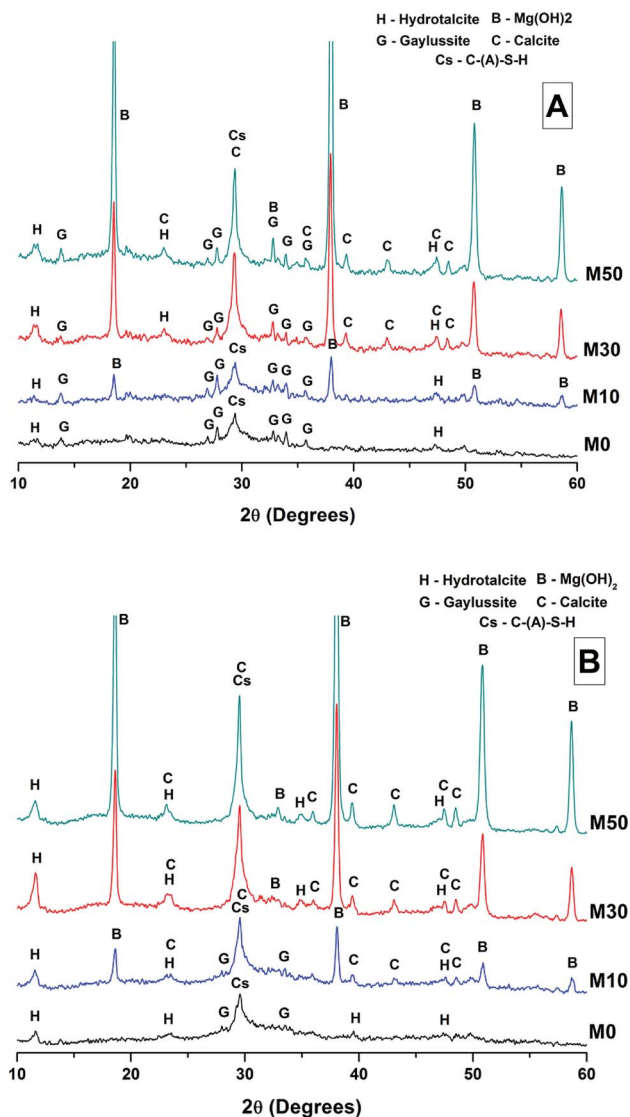 H - Hydrotalcite B - Mg(OH)2
G - Gaylussite C - Calcite
Cs - C-(A)-S-H
A
B B B B
Cs
C
H G C
H G G B
G G C
G C C
H C M50
H G H G G G G G C C
H C M30
H G B G G Cs G G G B H B B M10
H G G G G G G H M0
10 20 30 40 50 60
2θ (Degrees)
H - Hydrotalcite B - Mg(OH)₂
G - Gaylussite C - Calcite
Cs - C-(A)-S-H
B
B B B B
C
Cs
H C
H B H C C C
H C M50
H C
H C
Cs B H C C C C
H C M30
H B C
H G C
Cs G B C C C
H C B B M10
H H G Cs G H H M0
10 20 30 40 50 60
2θ (Degrees)